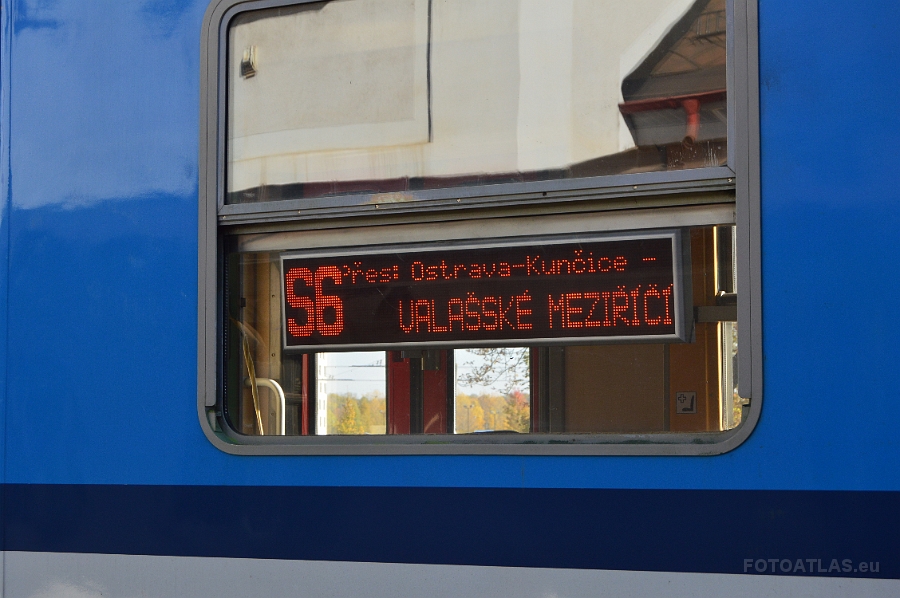 S6 Přes: Ostrava-Kunčice -
VALAŠSKÉ MEZIŘÍČÍ
FOTOATLAS.eu